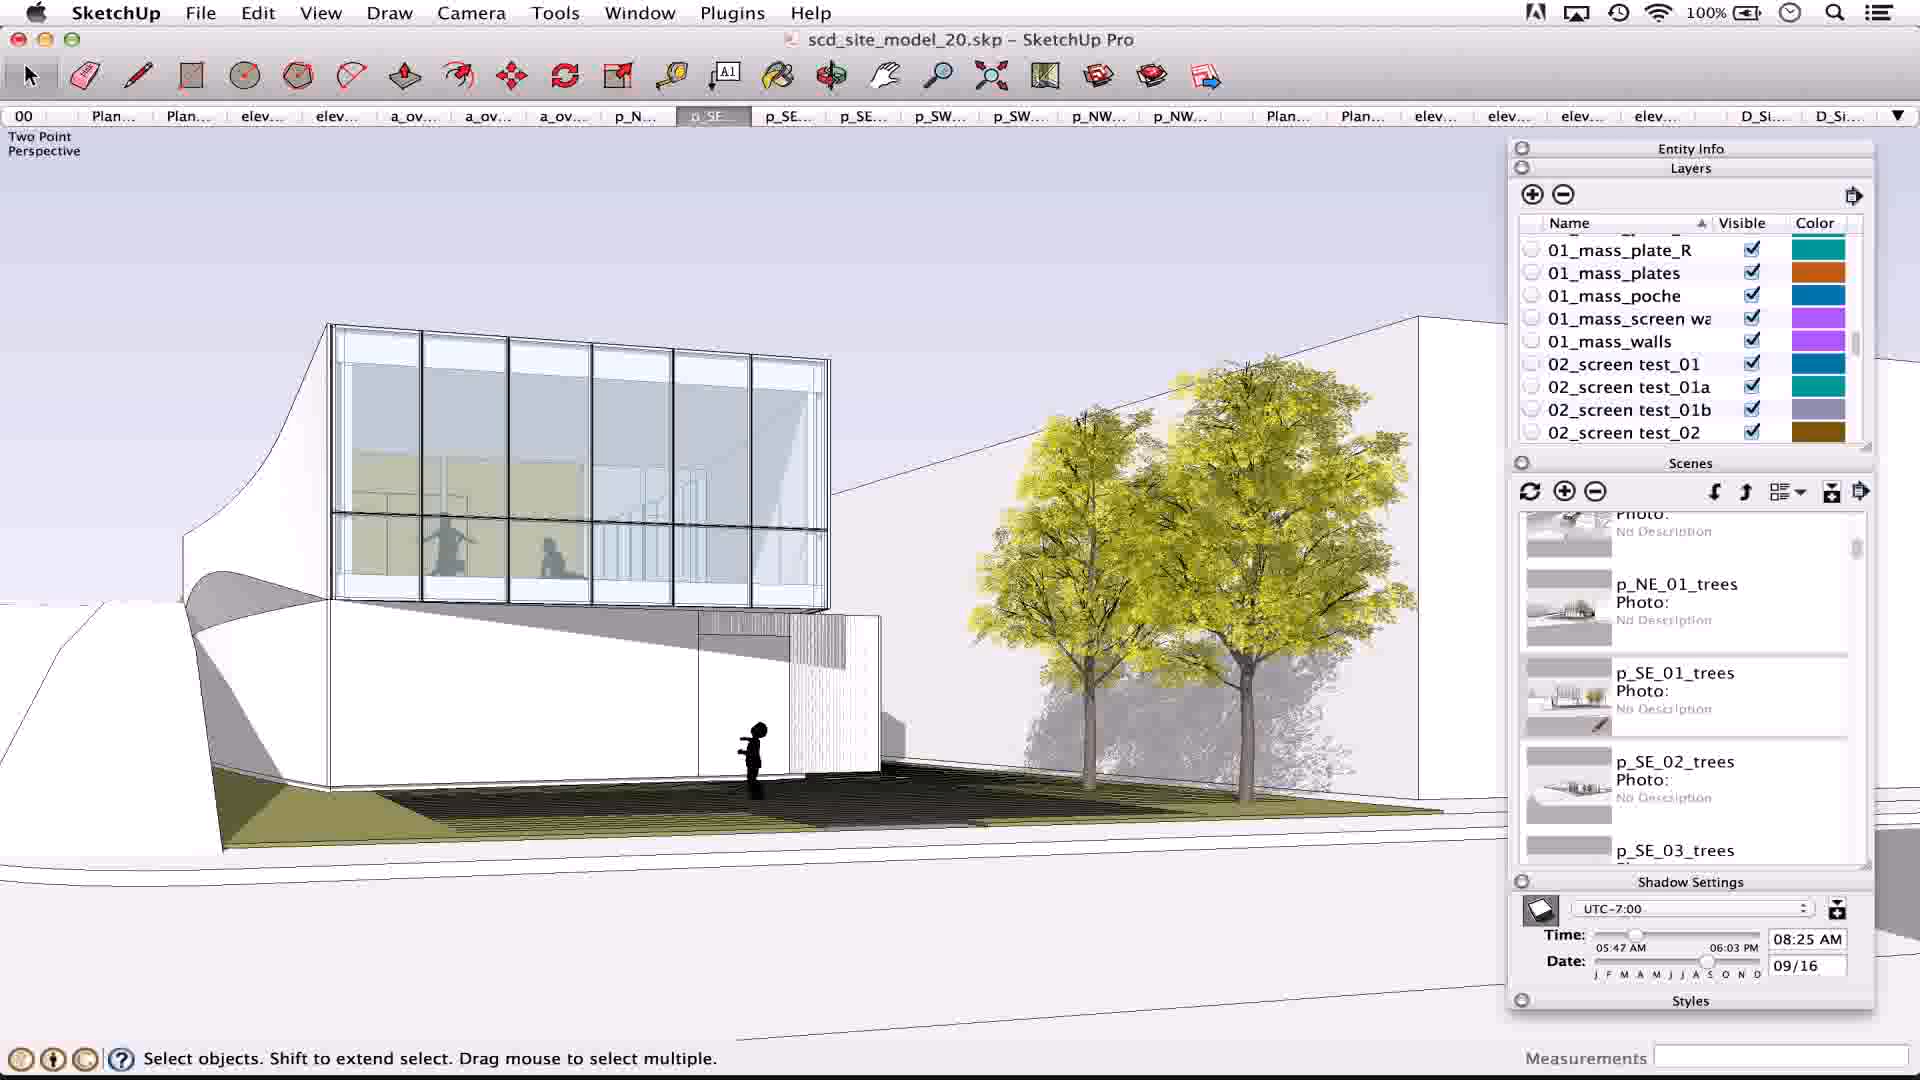 SketchUp File Edit View Draw Camera Tools Window Plugins Help 100%
scd_site_model_20.skp – SketchUp Pro
A1
00 Plan... Plan... elev... elev... a_ov... a_ov... a_ov... p_N... p_SE... p_SE... p_SE... p_SW... p_SW... p_NW... p_NW... Plan... Plan... elev... elev... elev... elev... D_Si... D_Si...
Two Point
Perspective
Entity Info
Layers
Name Visible Color
01_mass_plate_R
01_mass_plates
01_mass_poche
01_mass_screen wa
01_mass_walls
02_screen test_01
02_screen test_01a
02_screen test_01b
02_screen test_02
Scenes
Photo:
No Description
p_NE_01_trees
Photo:
No Description
p_SE_01_trees
Photo:
No Description
p_SE_02_trees
Photo:
No Description
p_SE_03_trees
Shadow Settings
UTC-7:00
Time: 05:47 AM 06:03 PM 08:25 AM
Date: J F M A M J J A S O N D 09/16
Styles
Select objects. Shift to extend select. Drag mouse to select multiple.
Measurements